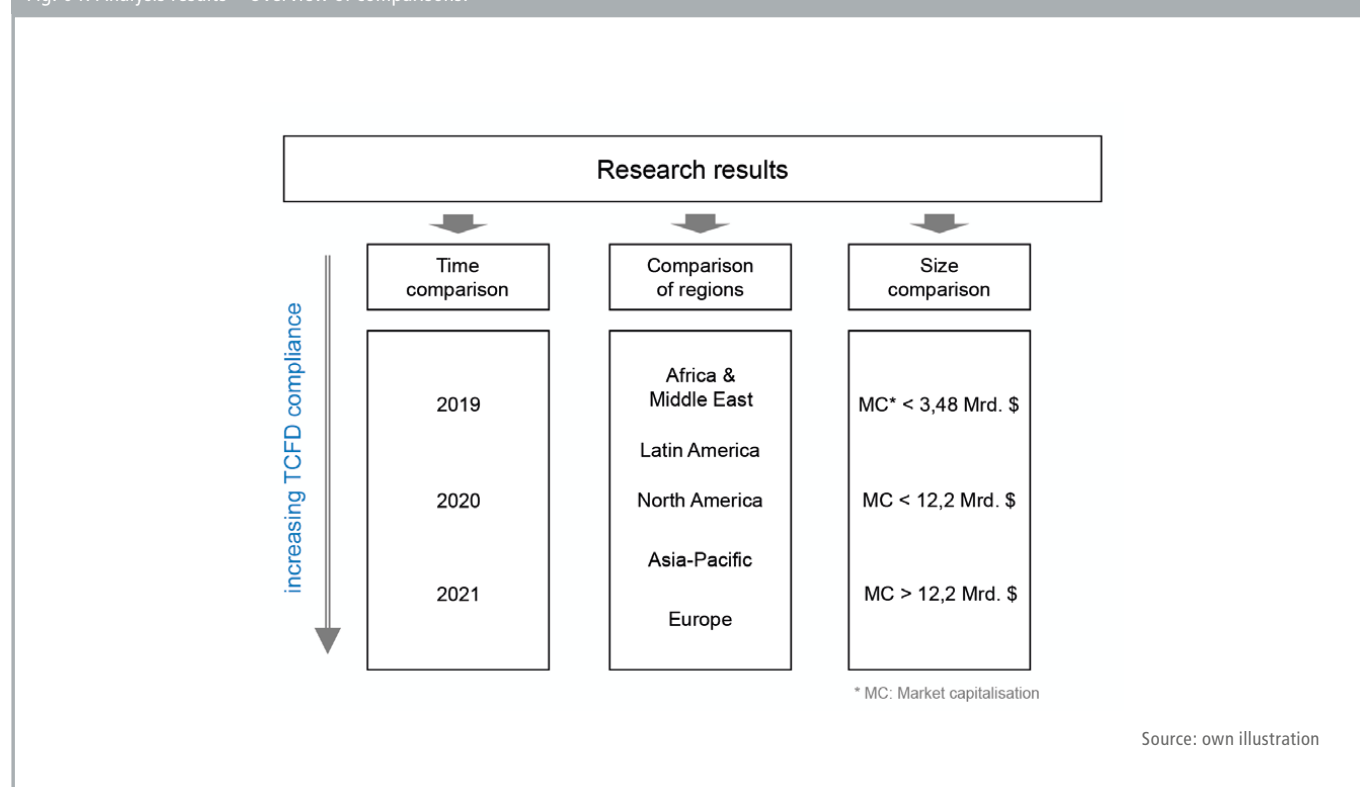 Research results
Time
comparison
Comparison
of regions
Size
comparison
increasing TCFD compliance
2019
2020
2021
Africa &
Middle East
Latin America
North America
Asia-Pacific
Europe
MC* < 3,48 Mrd. $
MC < 12,2 Mrd. $
MC > 12,2 Mrd. $
* MC: Market capitalisation
Source: own illustration